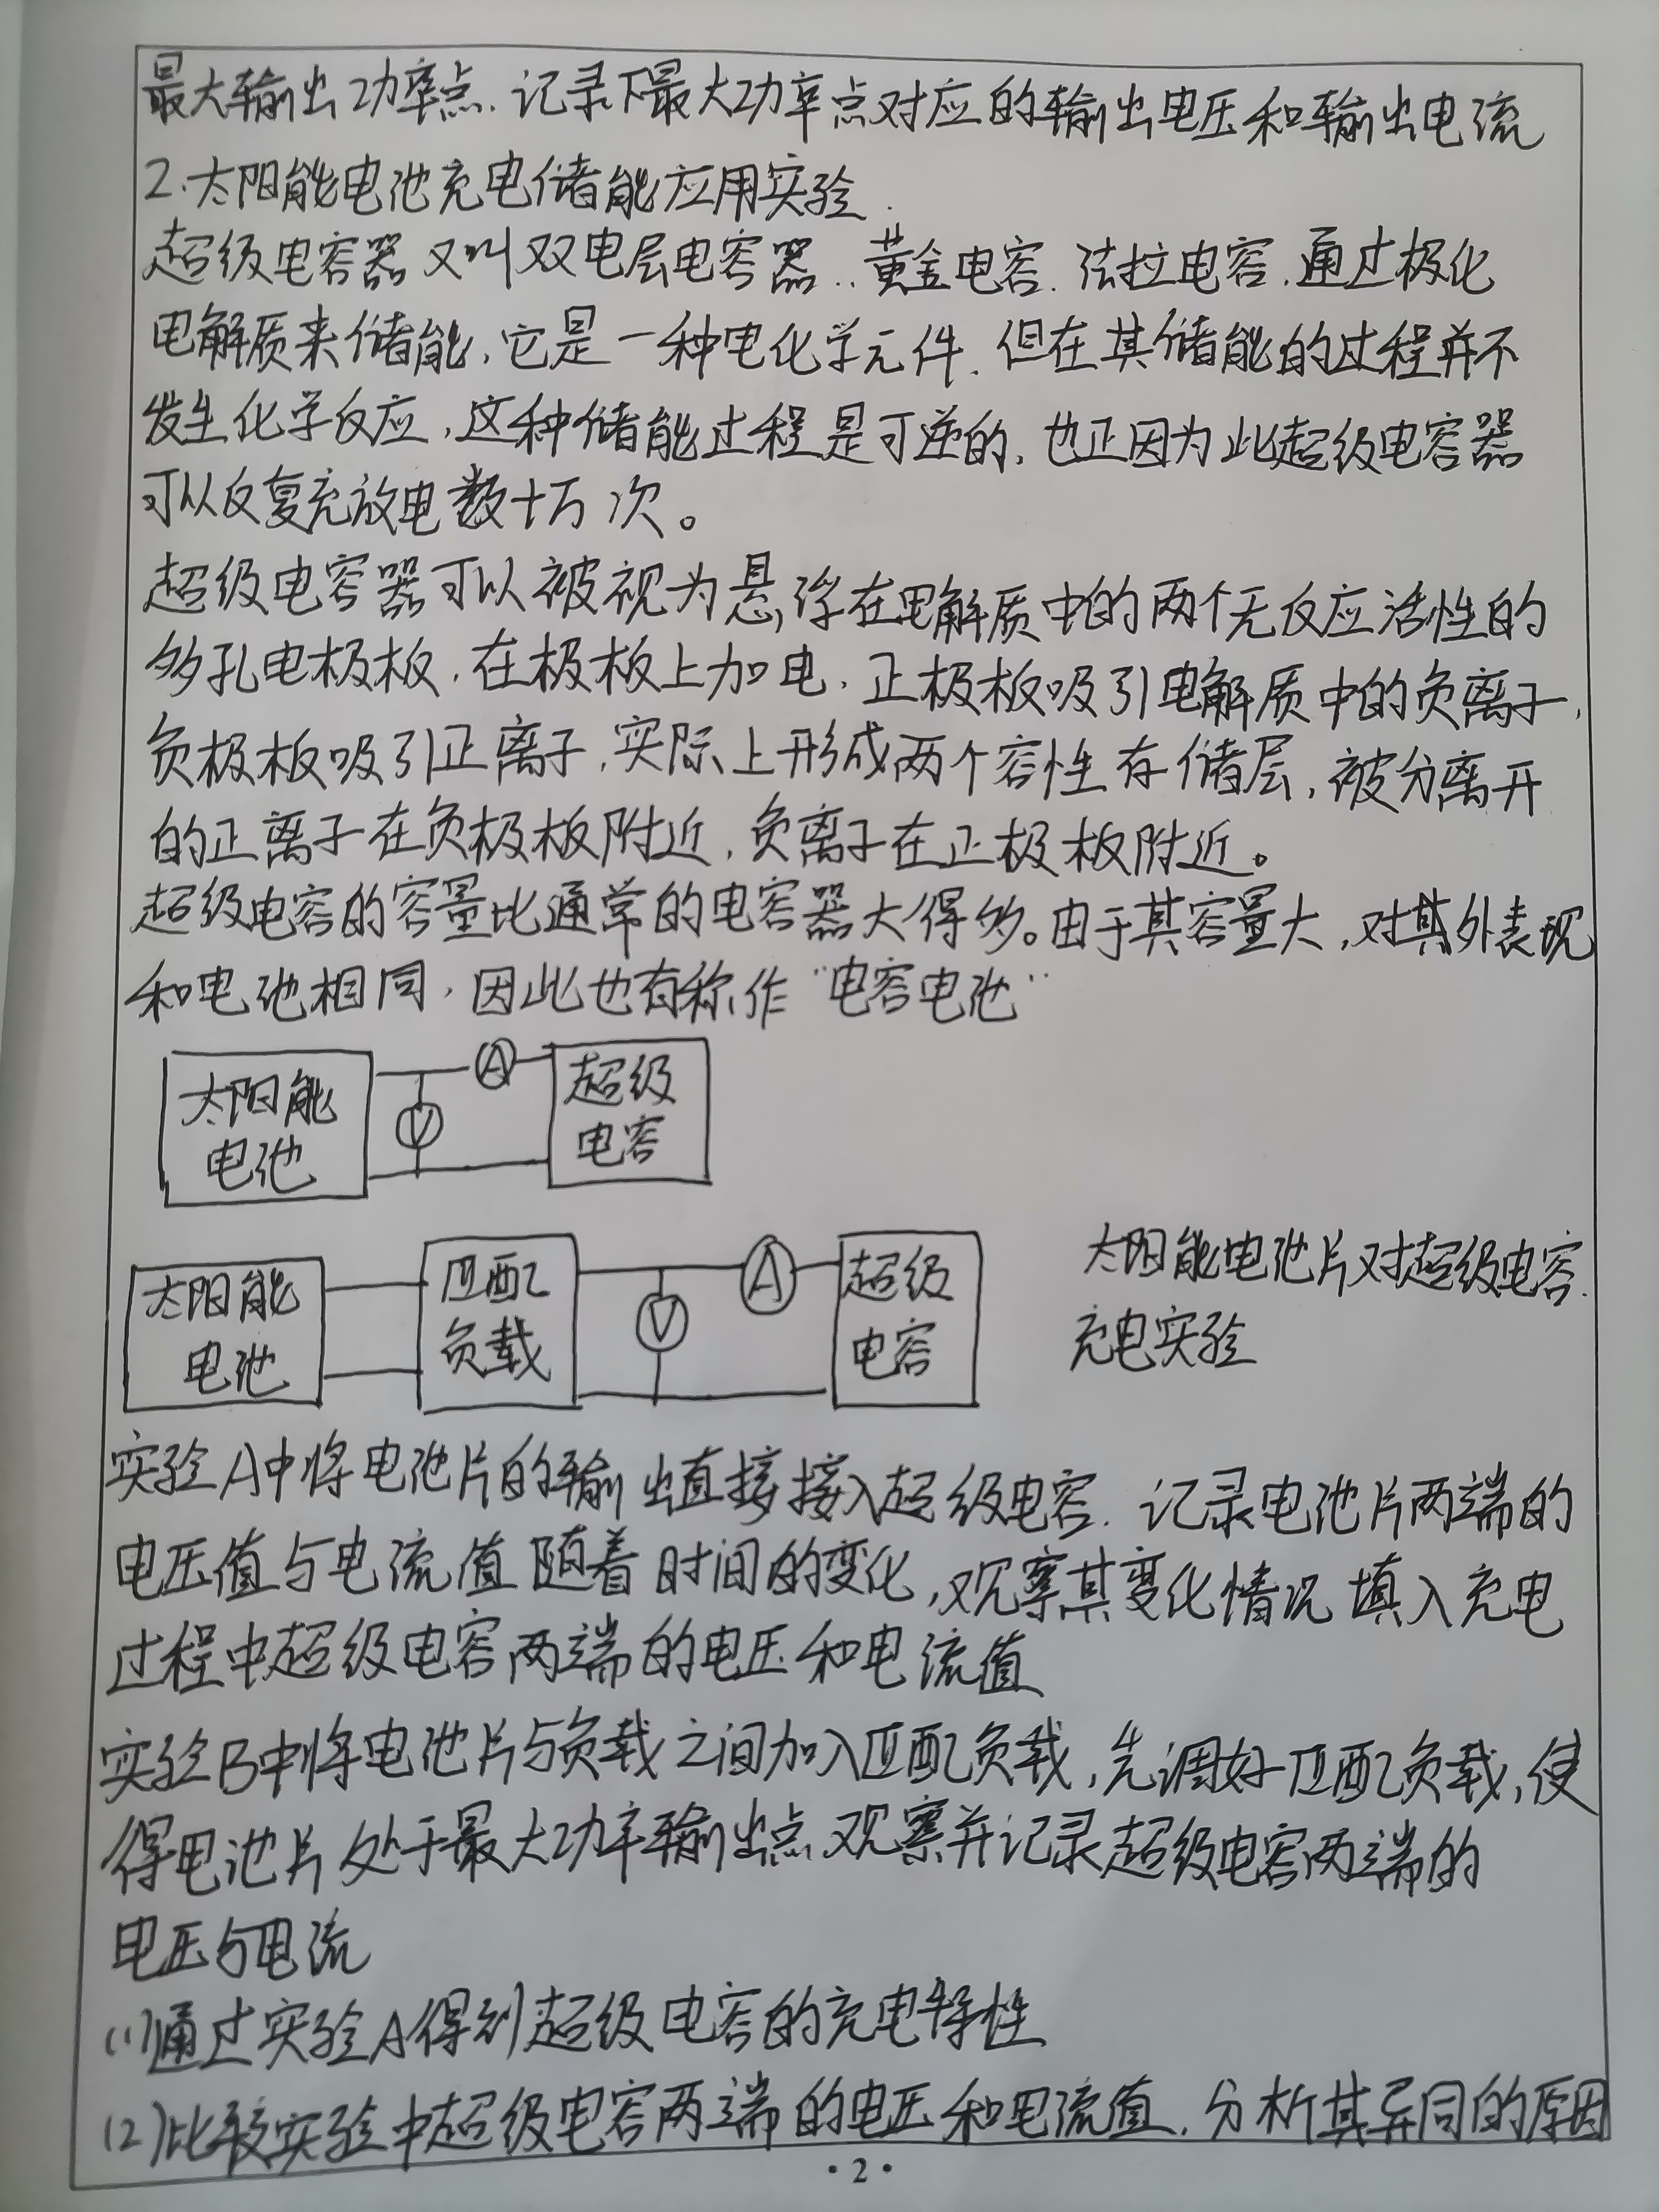 最大输出功率点.记录下最大功率点对应的输出电压和输出电流
2.太阳能电池充电储能应用实验.
超级电容器又叫双电层电容器..黄金电容.法拉电容.通过极化
电解质来储能,它是一种电化学元件.但在其储能的过程并不
发生化学反应,这种储能过程是可逆的,也正因为此超级电容器
可以反复充放电数十万次。
超级电容器可以被视为悬浮在电解质中的两个无反应活性的
多孔电极板.在极板上加电.正极板吸引电解质中的负离子,
负极板吸引正离子.实际上形成两个容性存储层,被分离开
的正离子在负极板附近,负离子在正极板附近。
超级电容的容量比通常的电容器大得多。由于其容量大,对其外表现
和电池相同,因此也有称作“电容电池”
太阳能
电池
V
A
超级
电容
太阳能
电池
匹配
负载
V
A
超级
电容
太阳能电池片对超级电容.
充电实验
实验A中将电池片的输出直接接入超级电容.记录电池片两端的
电压值与电流值随着时间的变化,观察其变化情况填入充电
过程中超级电容两端的电压和电流值
实验B中将电池片与负载之间加入匹配负载,先调好匹配负载,使
得电池片处于最大功率输出点观察并记录超级电容两端的
电压与电流
(1)通过实验A得到超级电容的充电特性
(2)比较实验中超级电容两端的电压和电流值.分析其异同的原因
·2·